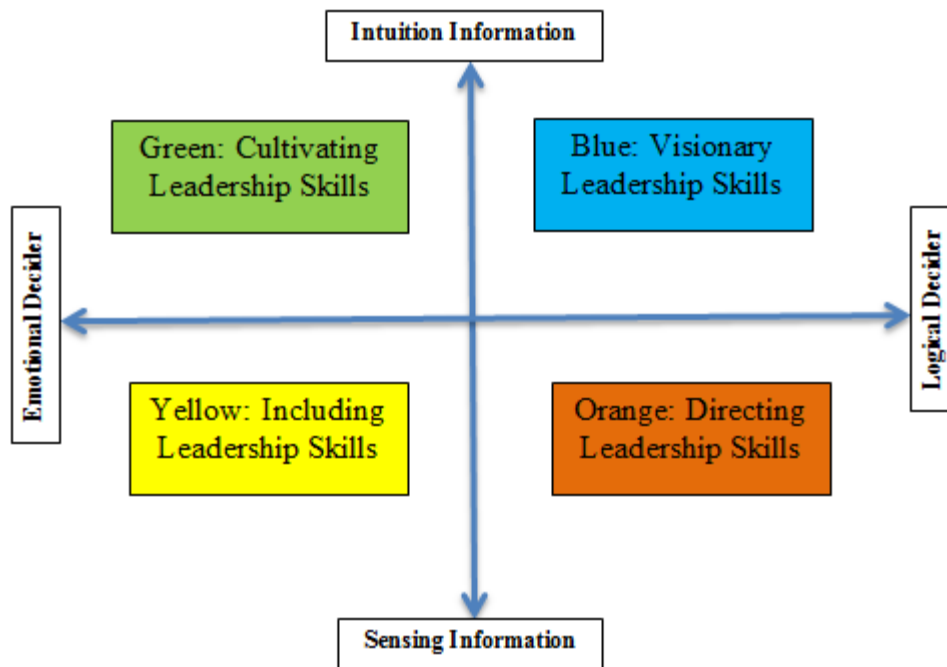 Intuition Information
Green: Cultivating
Leadership Skills
Blue: Visionary
Leadership Skills
Emotional Decider
Logical Decider
Yellow: Including
Leadership Skills
Orange: Directing
Leadership Skills
Sensing Information